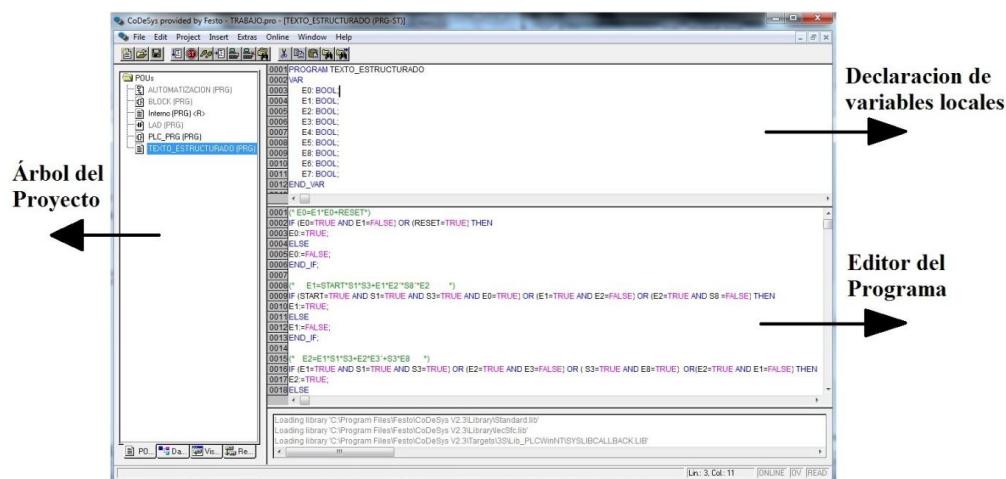 CoDeSys provided by Festo - TRABAJO.pro - [TEXTO_ESTRUCTURADO (PRG-ST)]
File Edit Project Insert Extras Online Window Help
POUs
AUTOMATIZACION (PRG)
BLOCK (PRG)
Interno (PRG) <R>
LAD (PRG)
PLC_PRG (PRG)
TEXTO_ESTRUCTURADO (PRG)
PO...
Da...
Vis...
Re...
Árbol del
Proyecto
0001 PROGRAM TEXTO_ESTRUCTURADO
0002 VAR
0003 E0: BOOL;
0004 E1: BOOL;
0005 E2: BOOL;
0006 E3: BOOL;
0007 E4: BOOL;
0008 E5: BOOL;
0009 E8: BOOL;
0010 E6: BOOL;
0011 E7: BOOL;
0012 END_VAR
Declaracion de
variables locales
0001 (* E0=E1*E0+RESET*)
0002 IF (E0=TRUE AND E1=FALSE) OR (RESET=TRUE) THEN
0003 E0:=TRUE;
0004 ELSE
0005 E0:=FALSE;
0006 END_IF;
0007
0008 (* E1=START*S1*S3+E1*E2'*S8'*E2 *)
0009 IF (START=TRUE AND S1=TRUE AND S3=TRUE AND E0=TRUE) OR (E1=TRUE AND E2=FALSE) OR (E2=TRUE AND S8 =FALSE) THEN
0010 E1:=TRUE;
0011 ELSE
0012 E1:=FALSE;
0013 END_IF;
0014
0015 (* E2=E1*S1*S3+E2*E3'+S3*E8 *)
0016 IF (E1=TRUE AND S1=TRUE AND S3=TRUE) OR (E2=TRUE AND E3=FALSE) OR ( S3=TRUE AND E8=TRUE) OR(E2=TRUE AND E1=FALSE) THEN
0017 E2:=TRUE;
0018 ELSE
Editor del
Programa
Loading library 'C:\Program Files\Festo\CoDeSys V2.3\Library\Standard.lib'
Loading library 'C:\Program Files\Festo\CoDeSys V2.3\Library\IecSfc.lib'
Loading library 'C:\Program Files\Festo\CoDeSys V2.3\Targets\3S\Lib_PLCWinNT\SYSLIBCALLBACK.LIB'
Lin.: 3, Col.: 11 ONLINE OV READ